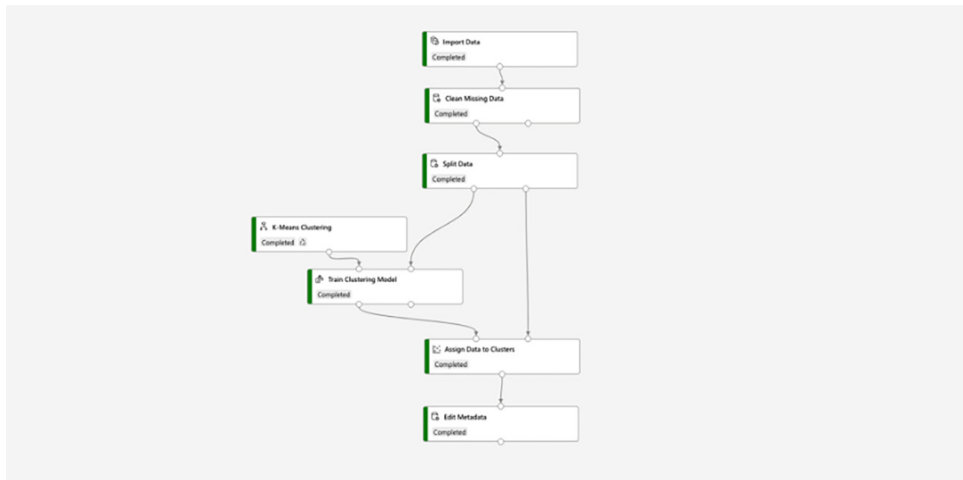 Import Data
Completed
Clean Missing Data
Completed
Split Data
Completed
K-Means Clustering
Completed
Train Clustering Model
Completed
Assign Data to Clusters
Completed
Edit Metadata
Completed